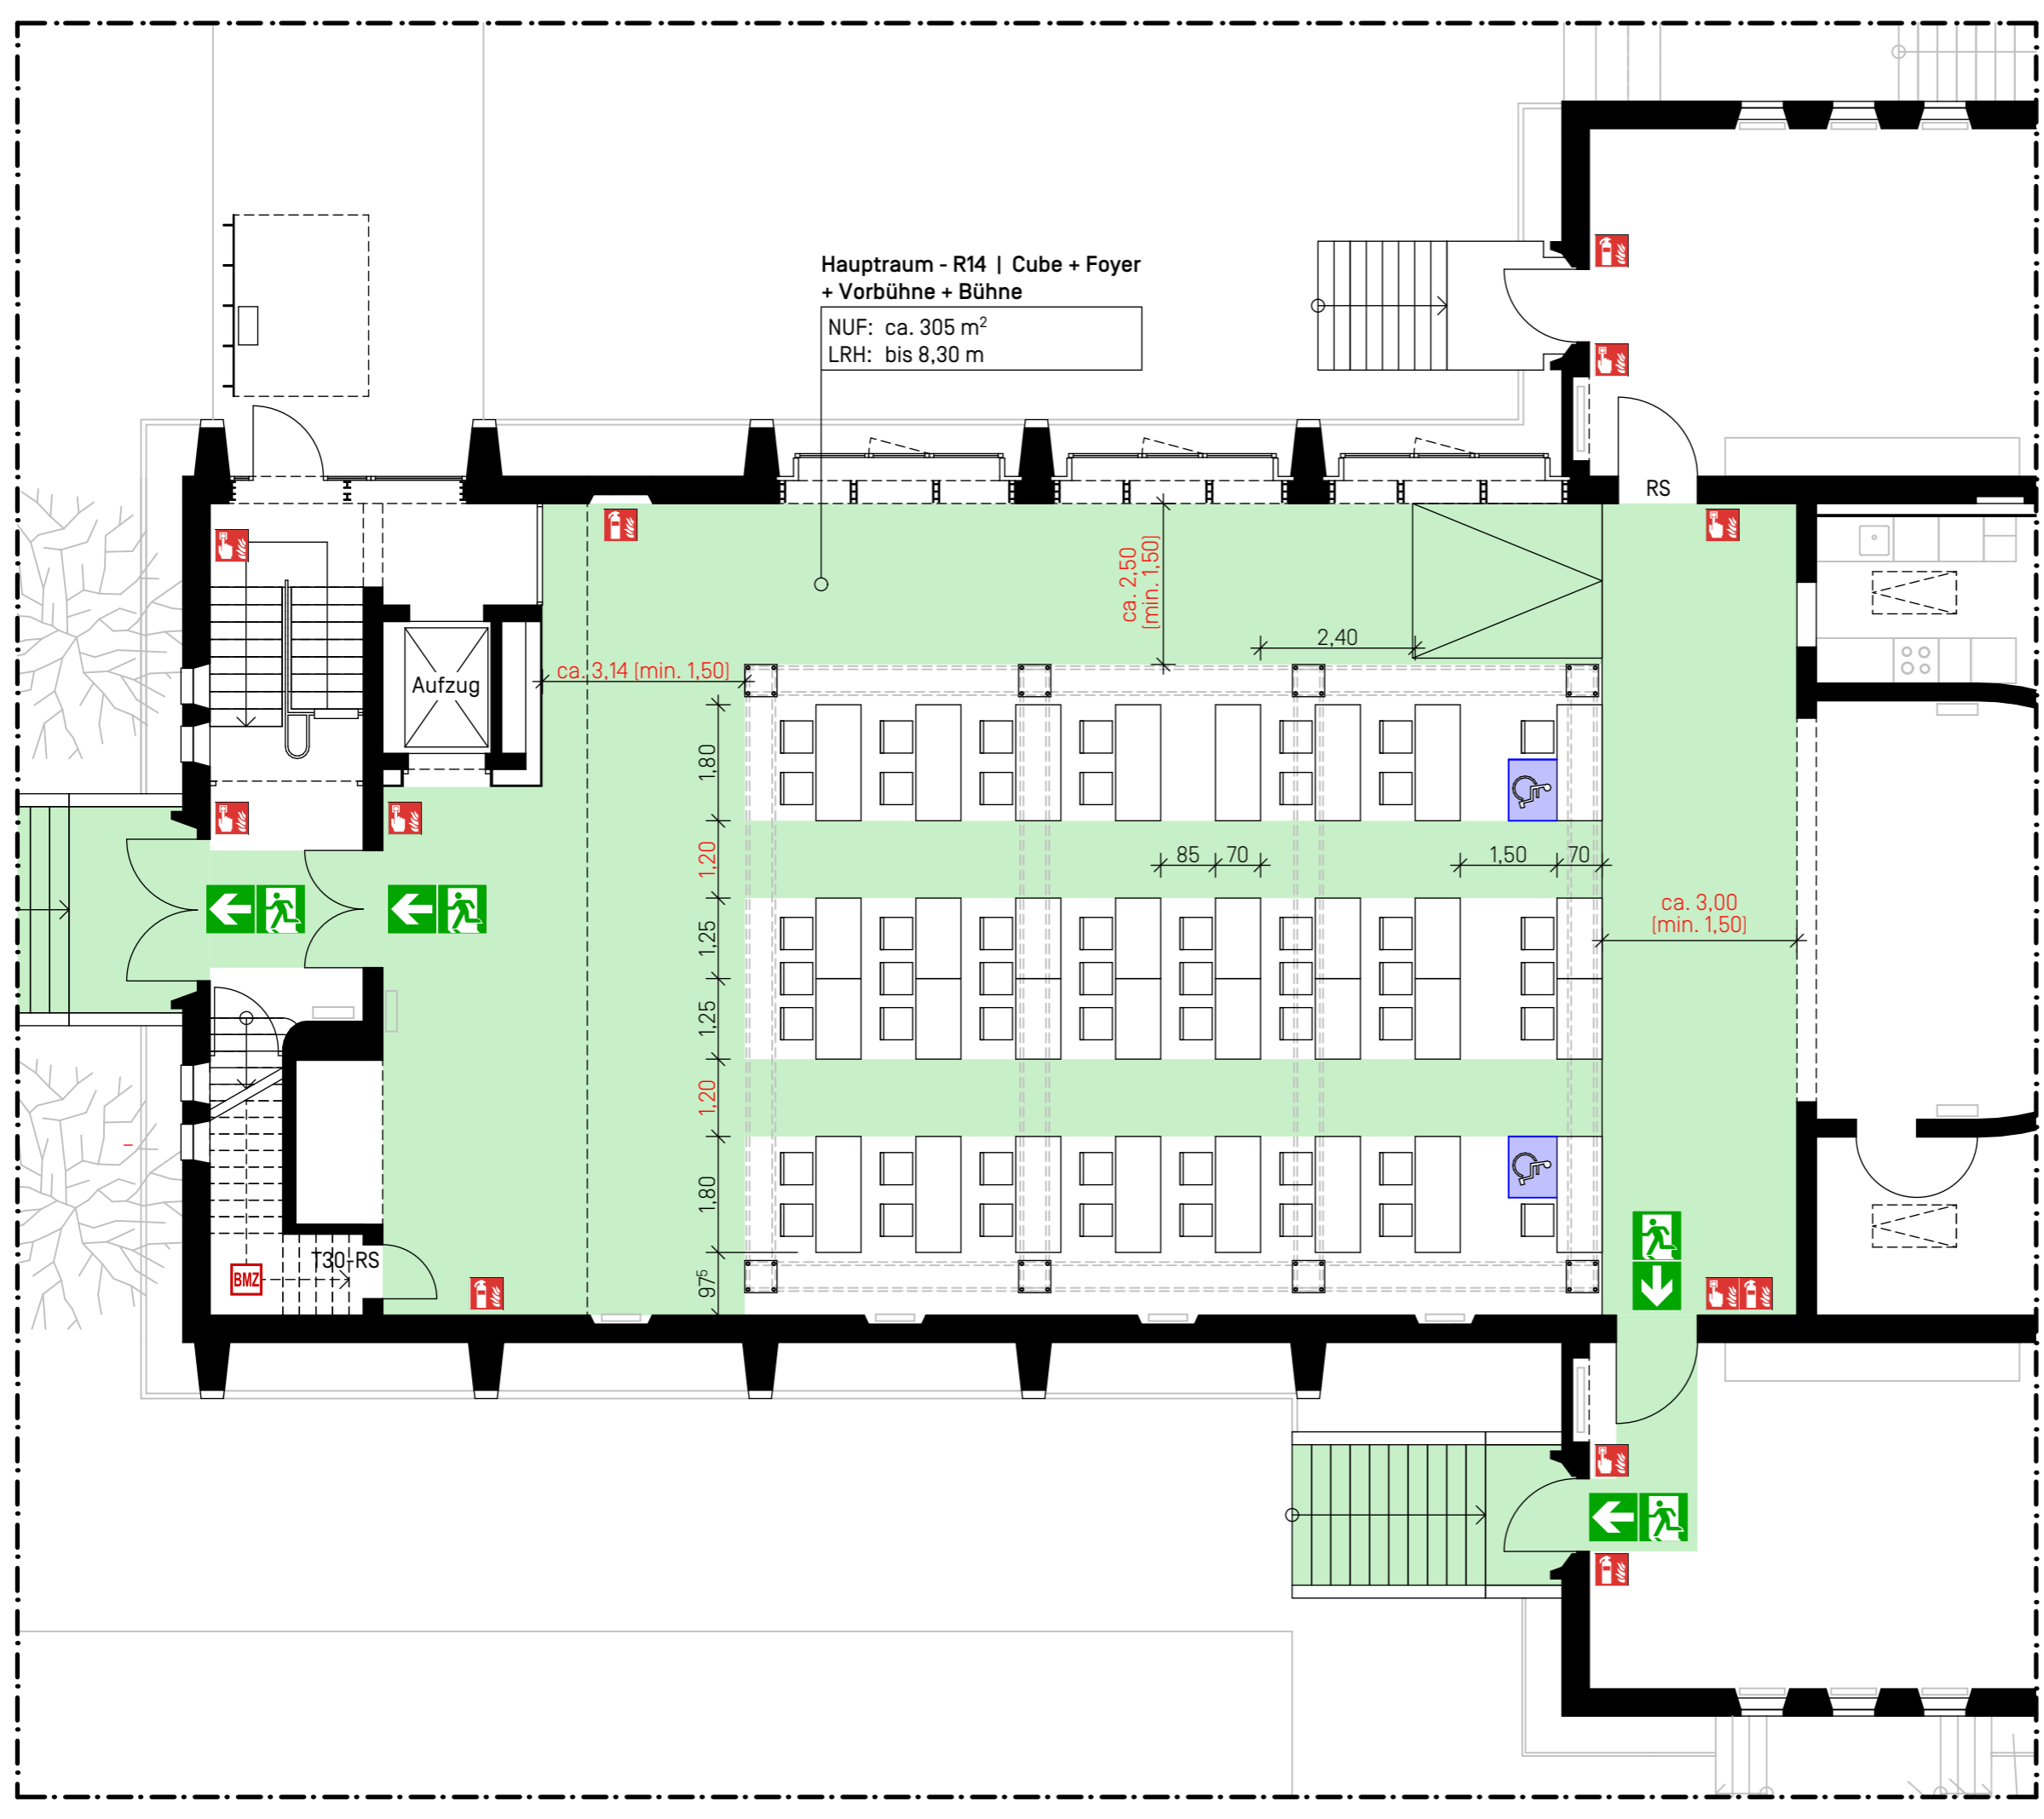 Hauptraum - R14 | Cube + Foyer
+ Vorbühne + Bühne
NUF: ca. 305 m²
LRH: bis 8,30 m
RS
ca. 2,50
(min. 1,50)
2,40
ca. 3,14 (min. 1,50)
Aufzug
1,80
1,20
85
70
1,50
70
ca. 3,00
(min. 1,50)
1,25
1,25
1,20
1,80
97⁵
T30-RS
BMZ